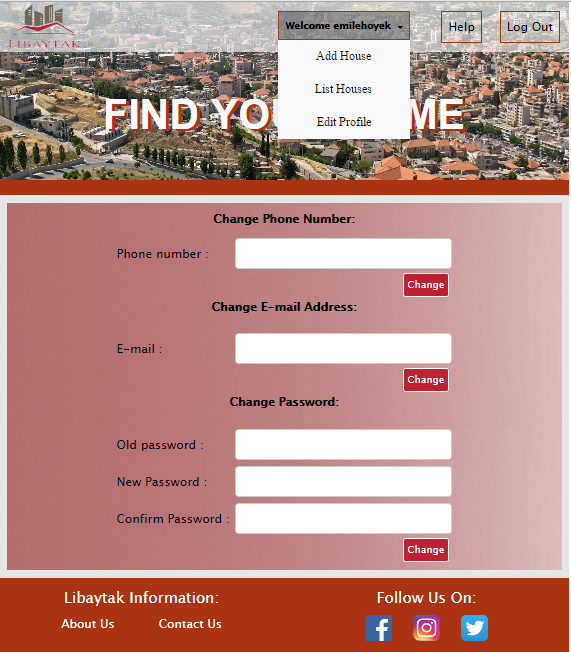 LIBAYTAK
Welcome emilehoyek
Help
Log Out
Add House
List Houses
Edit Profile
FIND YO ME
Change Phone Number:
Phone number :
Change
Change E-mail Address:
E-mail :
Change
Change Password:
Old password :
New Password :
Confirm Password :
Change
Libaytak Information:
Follow Us On:
About Us
Contact Us